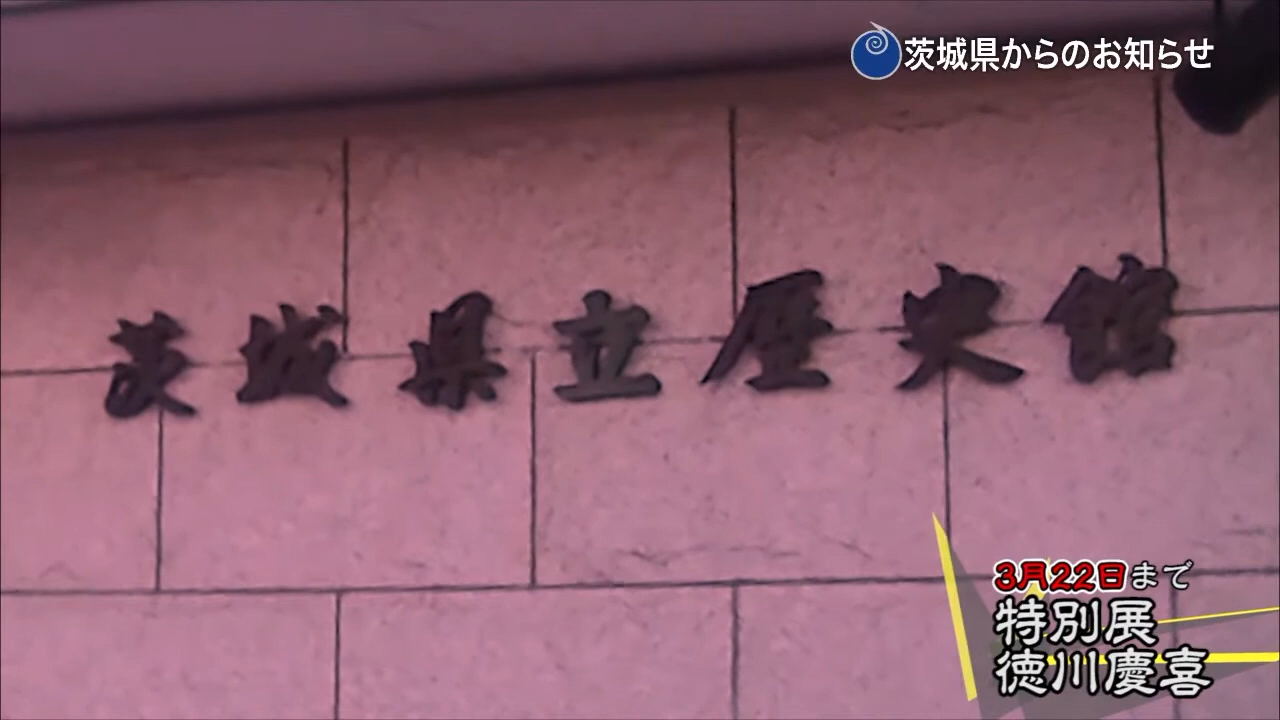 茨城県からのお知らせ
茨城県立歴史館
3月22日まで
特別展
徳川慶喜